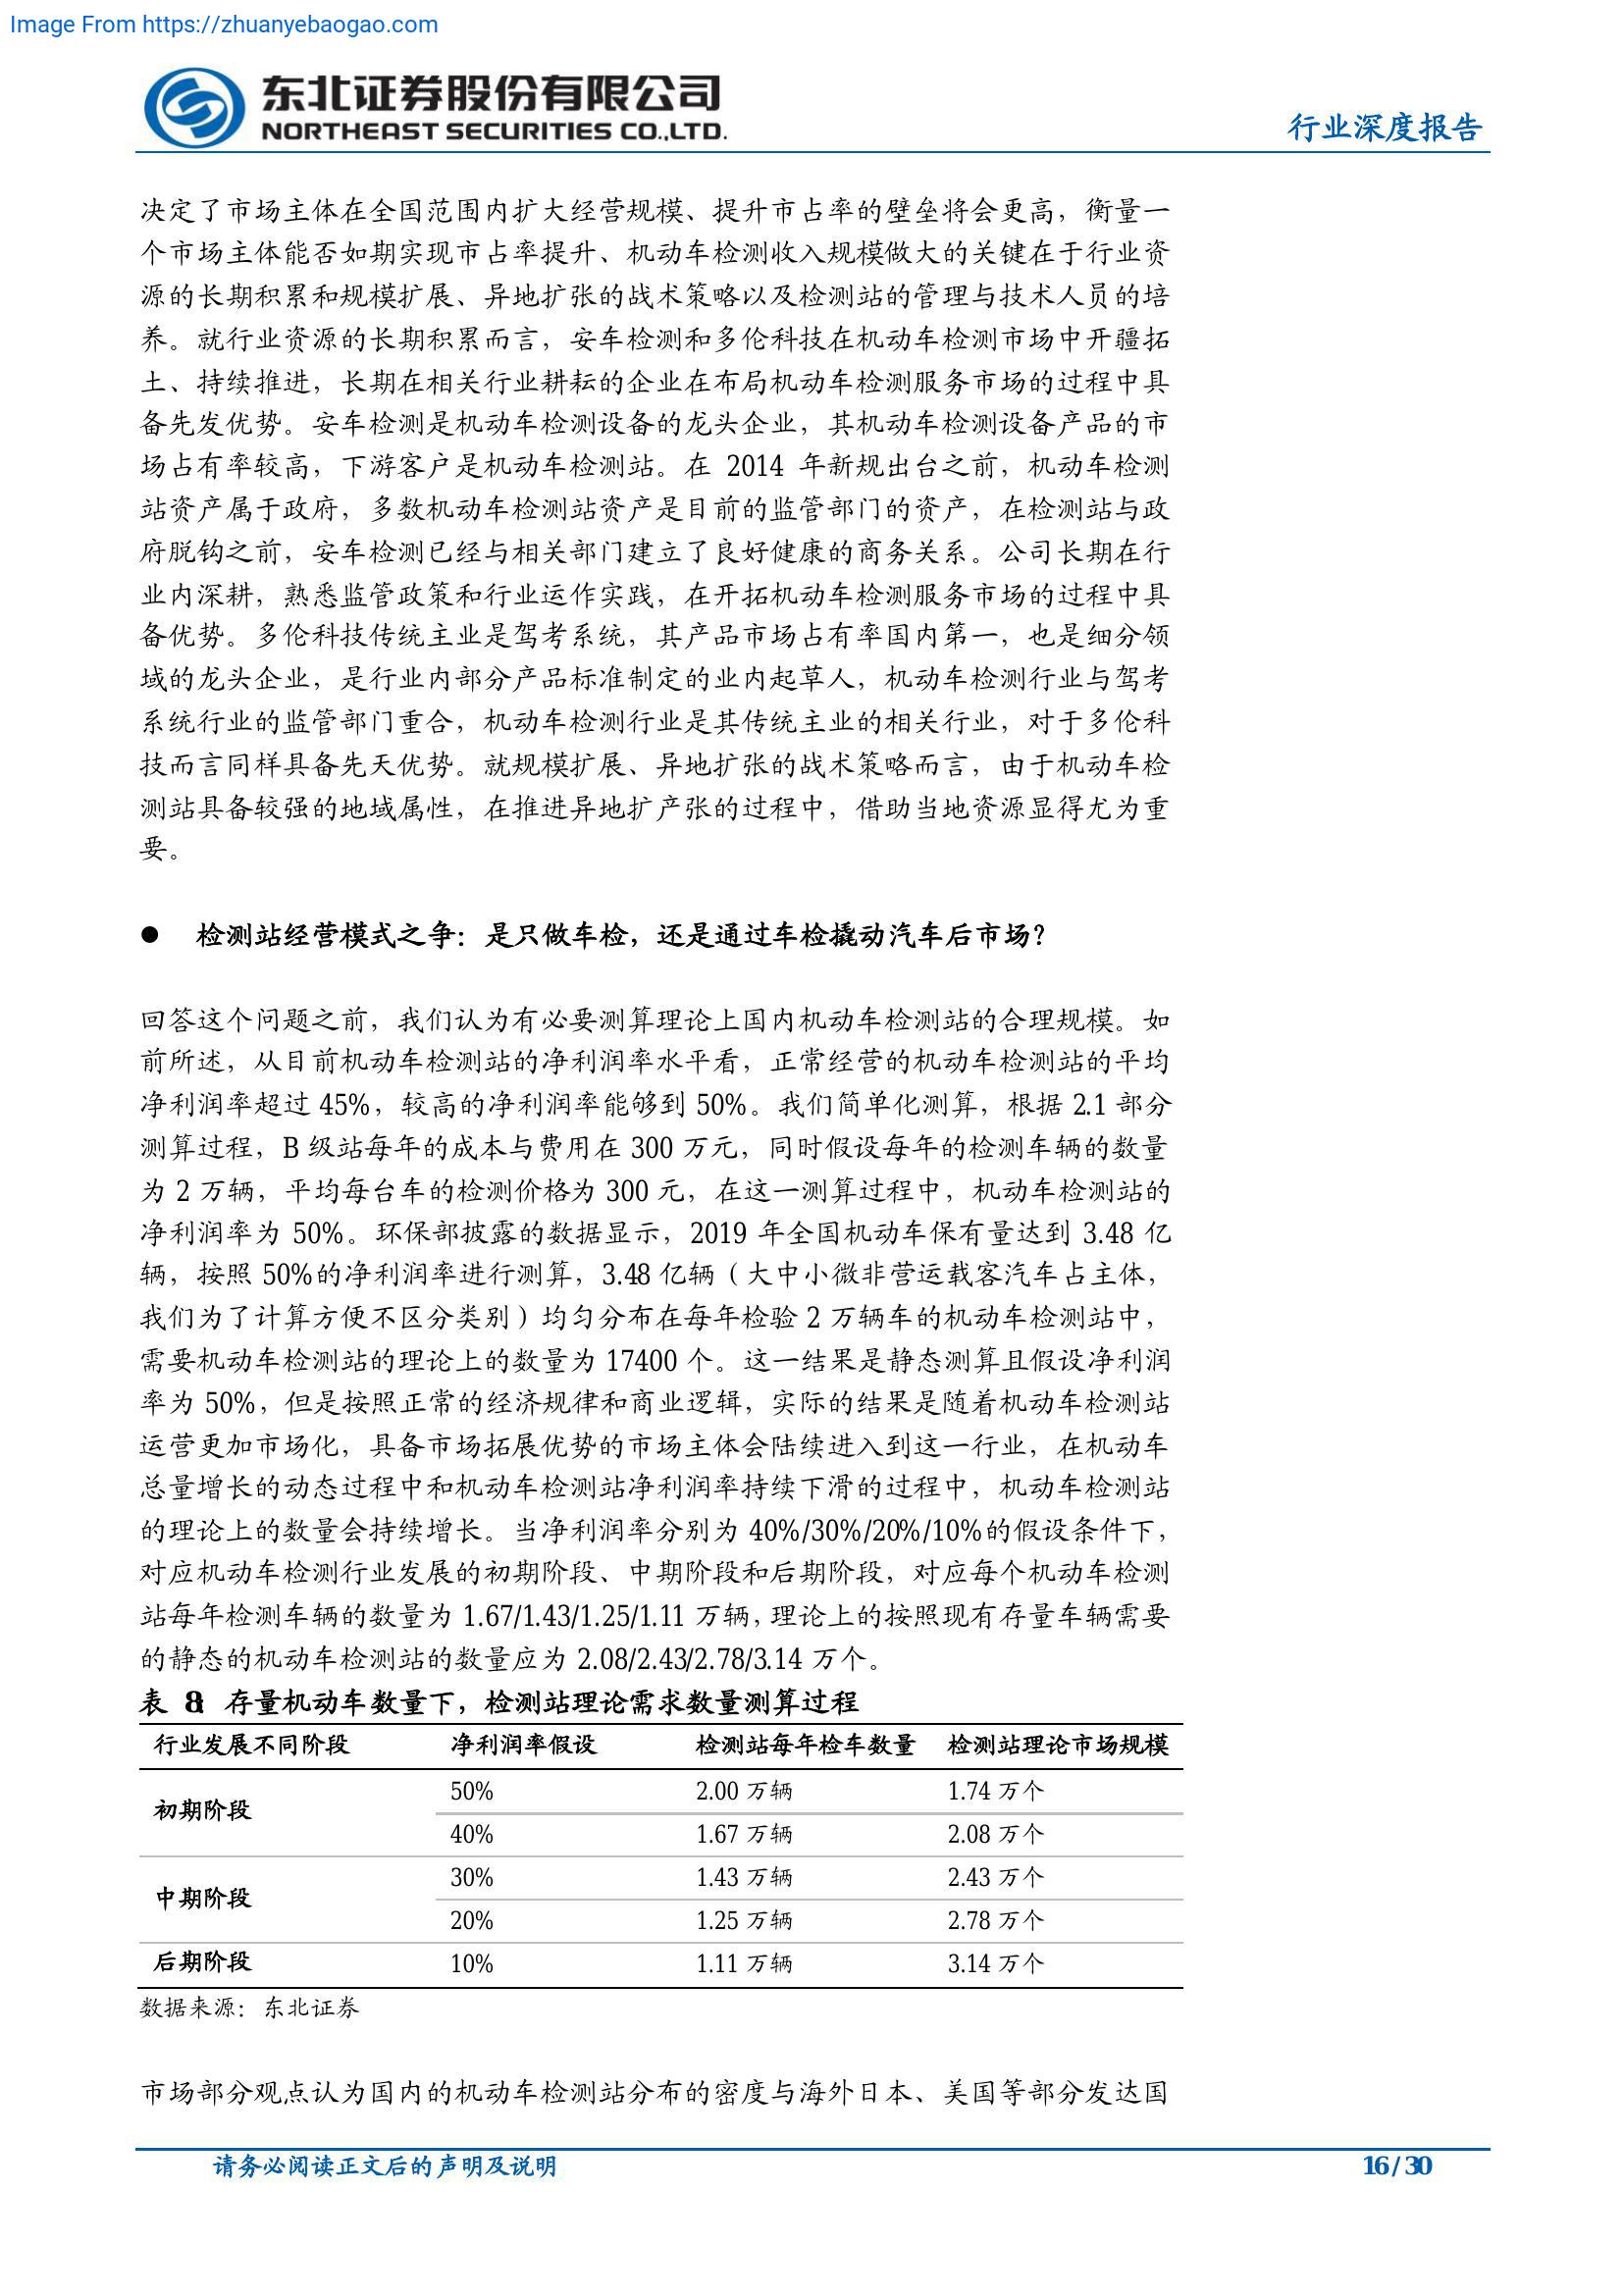 Image From https://zhuanyebaogao.com
东北证券股份有限公司
NORTHEAST SECURITIES CO.,LTD.
行业深度报告
决定了市场主体在全国范围内扩大经营规模、提升市占率的壁垒将会更高，衡量一
个市场主体能否如期实现市占率提升、机动车检测收入规模做大的关键在于行业资
源的长期积累和规模扩展、异地扩张的战术策略以及检测站的管理与技术人员的培
养。就行业资源的长期积累而言，安车检测和多伦科技在机动车检测市场中开疆拓
土、持续推进，长期在相关行业耕耘的企业在布局机动车检测服务市场的过程中具
备先发优势。安车检测是机动车检测设备的龙头企业，其机动车检测设备产品的市
场占有率较高，下游客户是机动车检测站。在 2014 年新规出台之前，机动车检测
站资产属于政府，多数机动车检测站资产是目前的监管部门的资产，在检测站与政
府脱钩之前，安车检测已经与相关部门建立了良好健康的商务关系。公司长期在行
业内深耕，熟悉监管政策和行业运作实践，在开拓机动车检测服务市场的过程中具
备优势。多伦科技传统主业是驾考系统，其产品市场占有率国内第一，也是细分领
域的龙头企业，是行业内部分产品标准制定的业内起草人，机动车检测行业与驾考
系统行业的监管部门重合，机动车检测行业是其传统主业的相关行业，对于多伦科
技而言同样具备先天优势。就规模扩展、异地扩张的战术策略而言，由于机动车检
测站具备较强的地域属性，在推进异地扩产张的过程中，借助当地资源显得尤为重
要。
● 检测站经营模式之争：是只做车检，还是通过车检撬动汽车后市场？
回答这个问题之前，我们认为有必要测算理论上国内机动车检测站的合理规模。如
前所述，从目前机动车检测站的净利润率水平看，正常经营的机动车检测站的平均
净利润率超过 45%，较高的净利润率能够到 50%。我们简单化测算，根据 2.1 部分
测算过程，B 级站每年的成本与费用在 300 万元，同时假设每年的检测车辆的数量
为 2 万辆，平均每台车的检测价格为 300 元，在这一测算过程中，机动车检测站的
净利润率为 50%。环保部披露的数据显示，2019 年全国机动车保有量达到 3.48 亿
辆，按照 50%的净利润率进行测算，3.48 亿辆（大中小微非营运载客汽车占主体，
我们为了计算方便不区分类别）均匀分布在每年检验 2 万辆车的机动车检测站中，
需要机动车检测站的理论上的数量为 17400 个。这一结果是静态测算且假设净利润
率为 50%，但是按照正常的经济规律和商业逻辑，实际的结果是随着机动车检测站
运营更加市场化，具备市场拓展优势的市场主体会陆续进入到这一行业，在机动车
总量增长的动态过程中和机动车检测站净利润率持续下滑的过程中，机动车检测站
的理论上的数量会持续增长。当净利润率分别为 40%/30%/20%/10%的假设条件下，
对应机动车检测行业发展的初期阶段、中期阶段和后期阶段，对应每个机动车检测
站每年检测车辆的数量为 1.67/1.43/1.25/1.11 万辆，理论上的按照现有存量车辆需要
的静态的机动车检测站的数量应为 2.08/2.43/2.78/3.14 万个。
表 8：存量机动车数量下，检测站理论需求数量测算过程
行业发展不同阶段 净利润率假设 检测站每年检车数量 检测站理论市场规模
初期阶段 50% 2.00 万辆 1.74 万个
40% 1.67 万辆 2.08 万个
中期阶段 30% 1.43 万辆 2.43 万个
20% 1.25 万辆 2.78 万个
后期阶段 10% 1.11 万辆 3.14 万个
数据来源：东北证券
市场部分观点认为国内的机动车检测站分布的密度与海外日本、美国等部分发达国
请务必阅读正文后的声明及说明 16 / 30